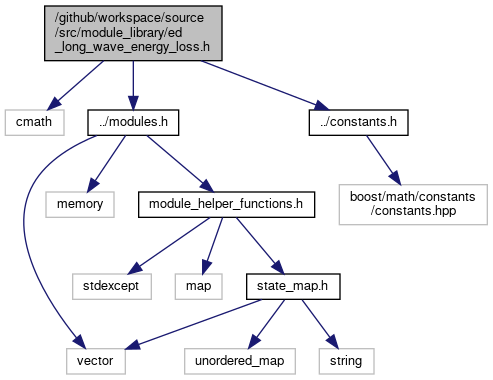 /github/workspace/source
/src/module_library/ed
_long_wave_energy_loss.h
cmath
../modules.h
../constants.h
memory
module_helper_functions.h
boost/math/constants
/constants.hpp
stdexcept
map
state_map.h
vector
unordered_map
string